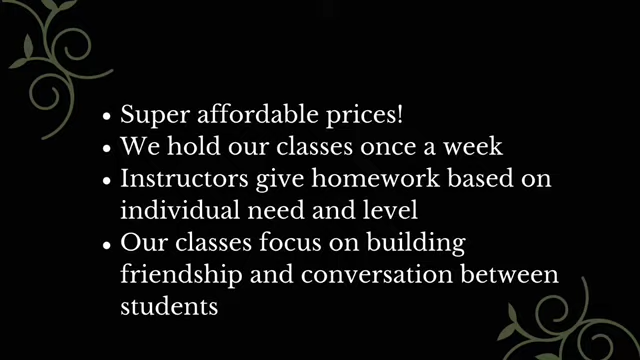 • Super affordable prices!
• We hold our classes once a week
• Instructors give homework based on
individual need and level
• Our classes focus on building
friendship and conversation between
students